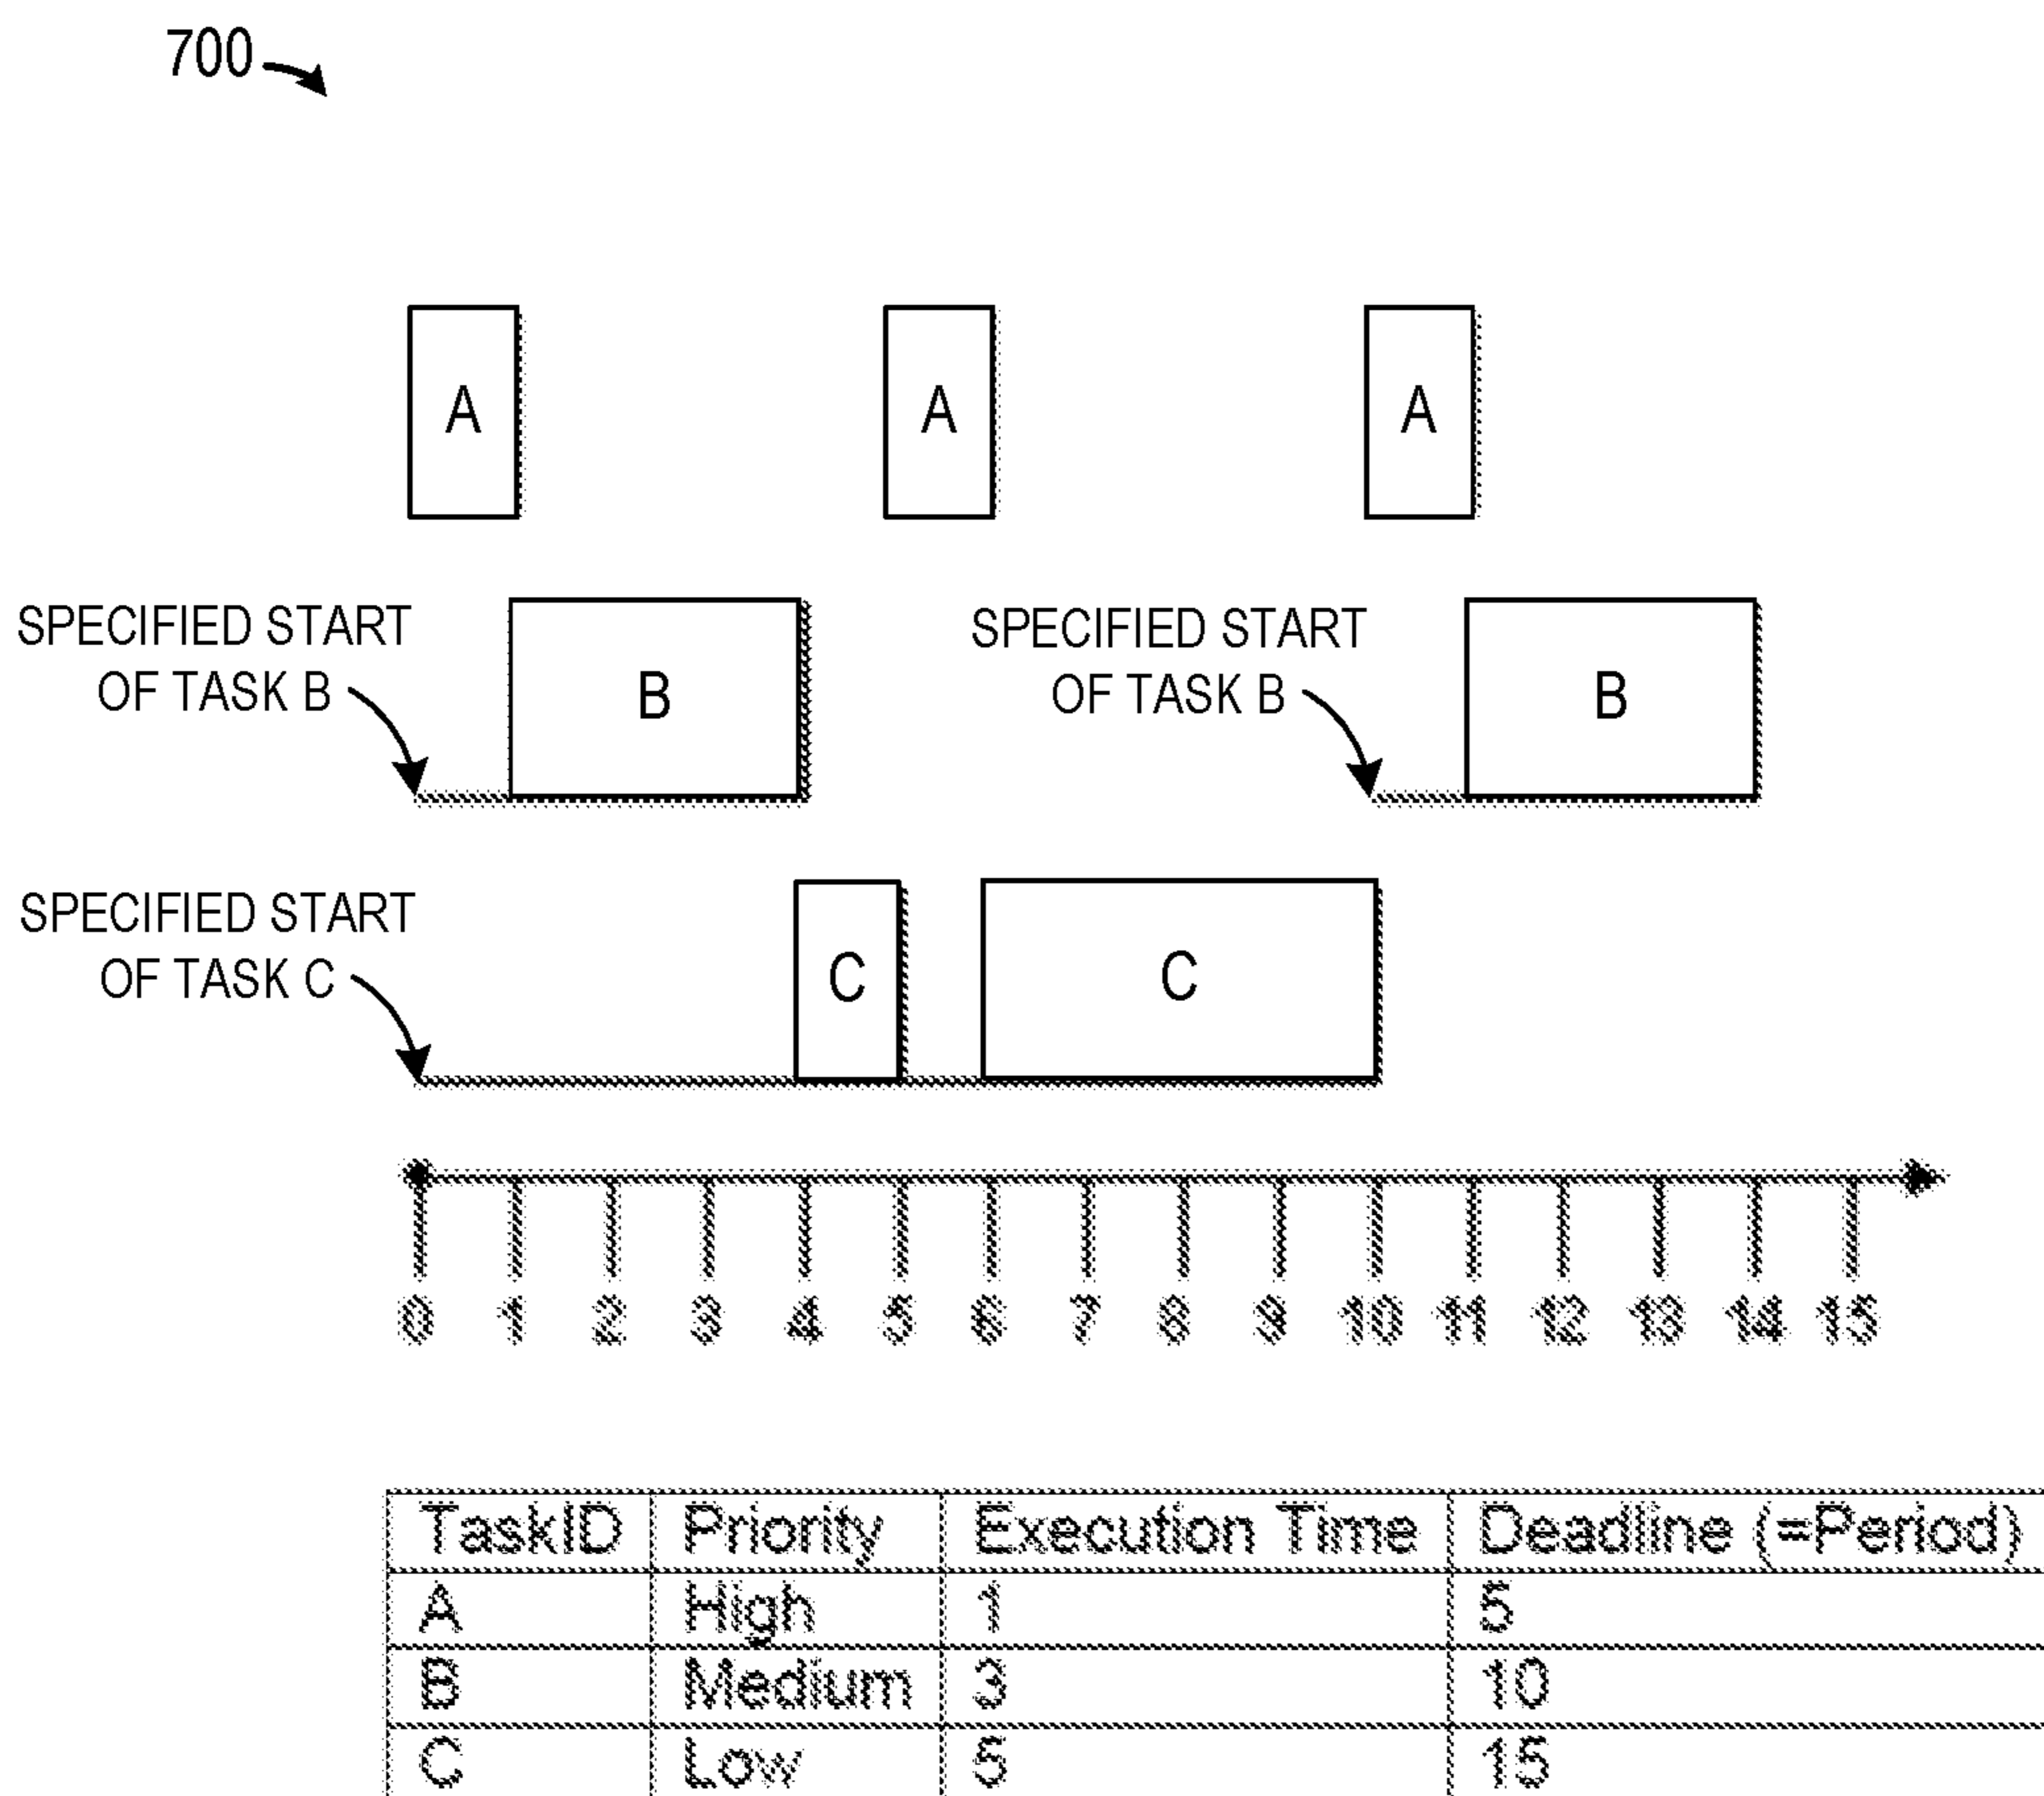 700
A A A
SPECIFIED START
OF TASK B
B
SPECIFIED START
OF TASK B
B
SPECIFIED START
OF TASK C
C C
0 1 2 3 4 5 6 7 8 9 10 11 12 13 14 15
TaskID Priority Execution Time Deadline (=Period)
A High 1 5
B Medium 3 10
C Low 5 15